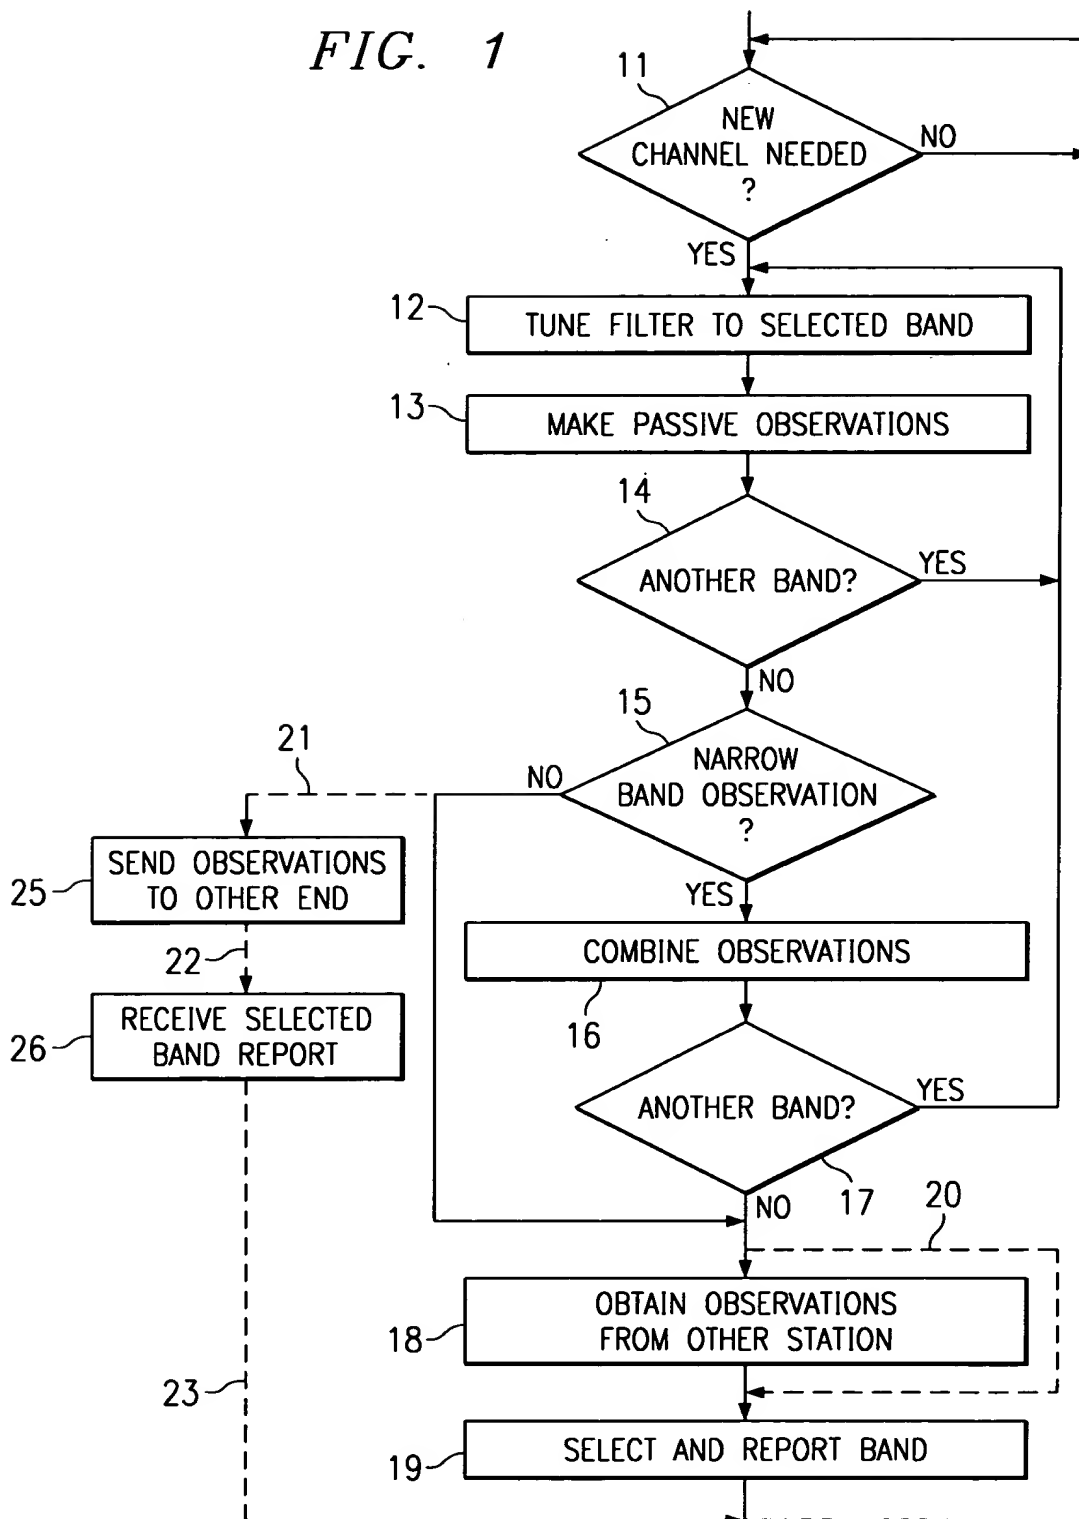 FIG. 1
11
NEW
CHANNEL NEEDED
?
NO
YES
12
TUNE FILTER TO SELECTED BAND
13
MAKE PASSIVE OBSERVATIONS
14
ANOTHER BAND?
YES
NO
15
NARROW
BAND OBSERVATION
?
NO
21
YES
25
SEND OBSERVATIONS
TO OTHER END
22
COMBINE OBSERVATIONS
16
26
RECEIVE SELECTED
BAND REPORT
ANOTHER BAND?
YES
17
NO
20
18
OBTAIN OBSERVATIONS
FROM OTHER STATION
23
19
SELECT AND REPORT BAND